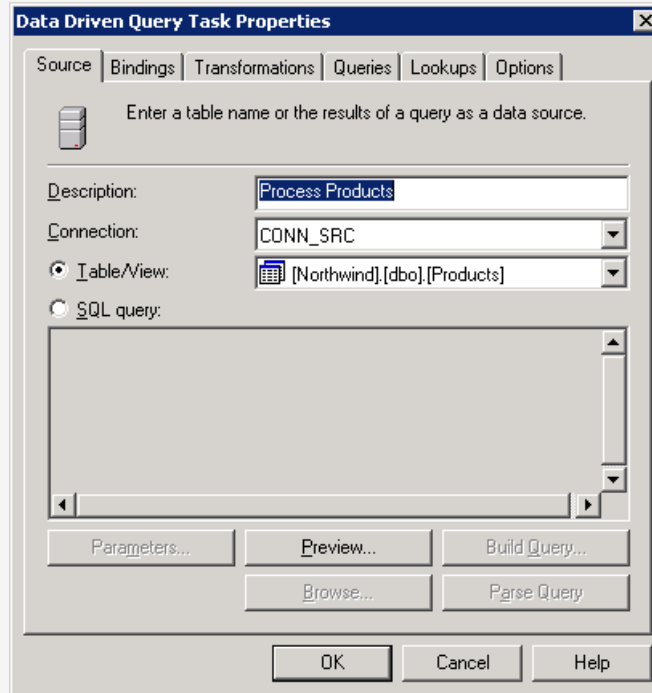 Data Driven Query Task Properties
Source Bindings Transformations Queries Lookups Options
Enter a table name or the results of a query as a data source.
Description: Process Products
Connection: CONN_SRC
Table/View: [Northwind].[dbo].[Products]
SQL query:
Parameters... Preview... Build Query...
Browse... Parse Query
OK Cancel Help